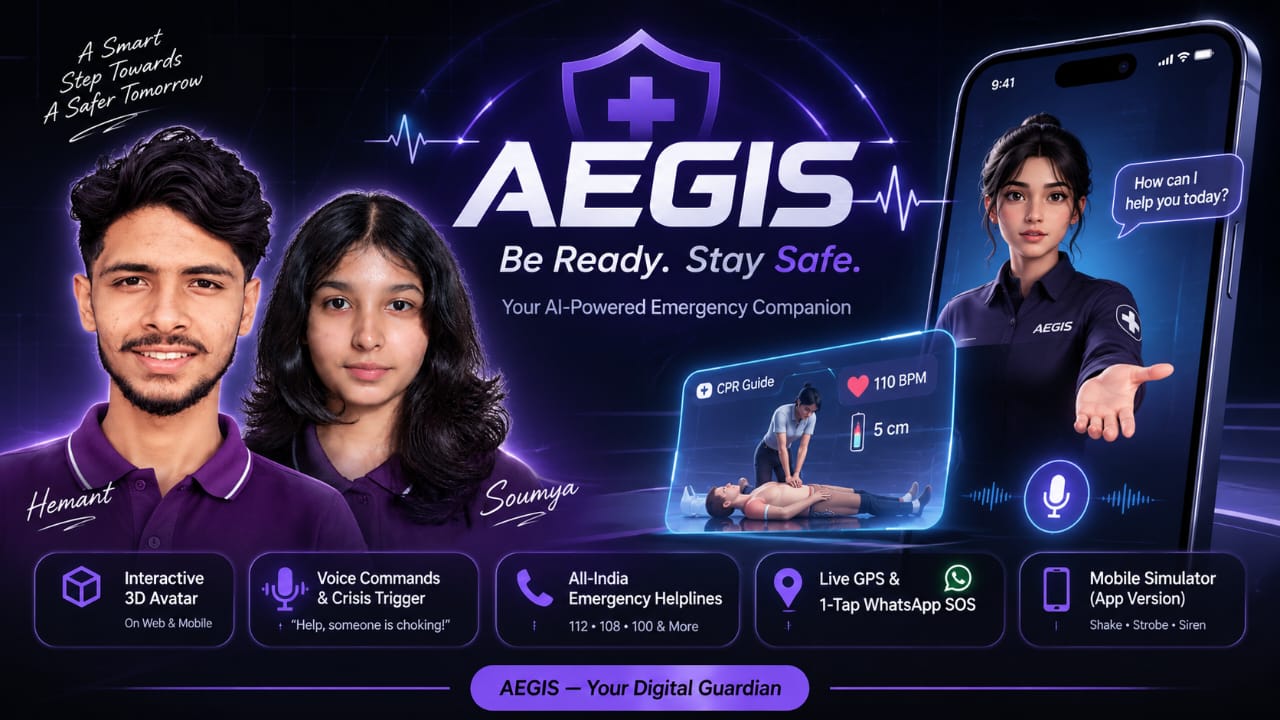 A Smart
Step Towards
A Safer Tomorrow
AEGIS
Be Ready. Stay Safe.
Your AI-Powered Emergency Companion
9:41
How can I
help you today?
AEGIS
CPR Guide
110 BPM
5 cm
Hemant
Soumya
Interactive
3D Avatar
On Web & Mobile
Voice Commands
& Crisis Trigger
"Help, someone is choking!"
All-India
Emergency Helplines
112 • 108 • 100 & More
Live GPS &
1-Tap WhatsApp SOS
Mobile Simulator
(App Version)
Shake • Strobe • Siren
AEGIS — Your Digital Guardian